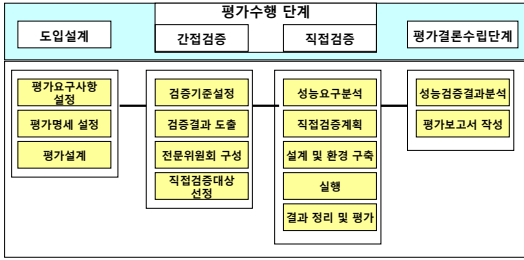 평가수행 단계
도입설계
간접검증
직접검증
평가결론수립단계
평가요구사항
설정
평가명세 설정
평가설계
검증기준설정
검증결과 도출
전문위원회 구성
직접검증대상
선정
성능요구분석
직접검증계획
설계 및 환경 구축
실행
결과 정리 및 평가
성능검증결과분석
평가보고서 작성